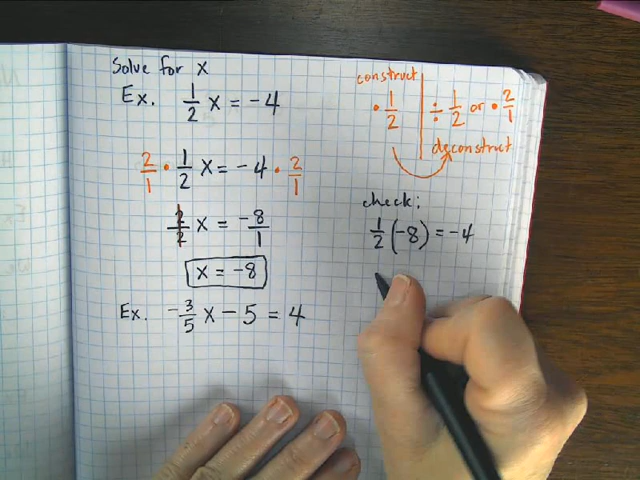 Solve for x
Ex. 1/2 x = -4
2/1 · 1/2 x = -4 · 2/1
2/2 x = -8/1
x = -8
Ex. -3/5 x - 5 = 4
construct
· 1/2 | ÷ 1/2 or · 2/1
deconstruct
check:
1/2 (-8) = -4